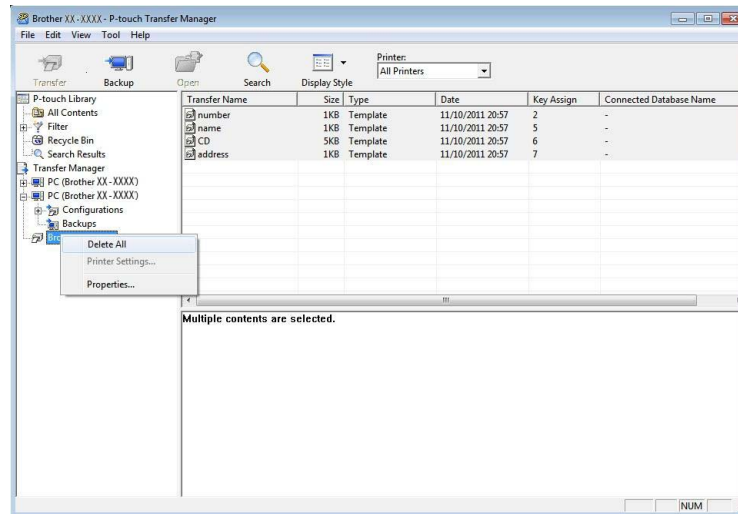 Brother XX-XXXX - P-touch Transfer Manager
File Edit View Tool Help
Transfer Backup Open Search Display Style Printer:
All Printers
P-touch Library
All Contents
Filter
Recycle Bin
Search Results
Transfer Manager
PC (Brother XX-XXXX)
PC (Brother XX-XXXX)
Configurations
Backups
Delete All
Printer Settings...
Properties...
Transfer Name Size Type Date Key Assign Connected Database Name
number 1KB Template 11/10/2011 20:57 2 -
name 1KB Template 11/10/2011 20:57 5 -
CD 5KB Template 11/10/2011 20:57 6 -
address 1KB Template 11/10/2011 20:57 7 -
Multiple contents are selected.
NUM